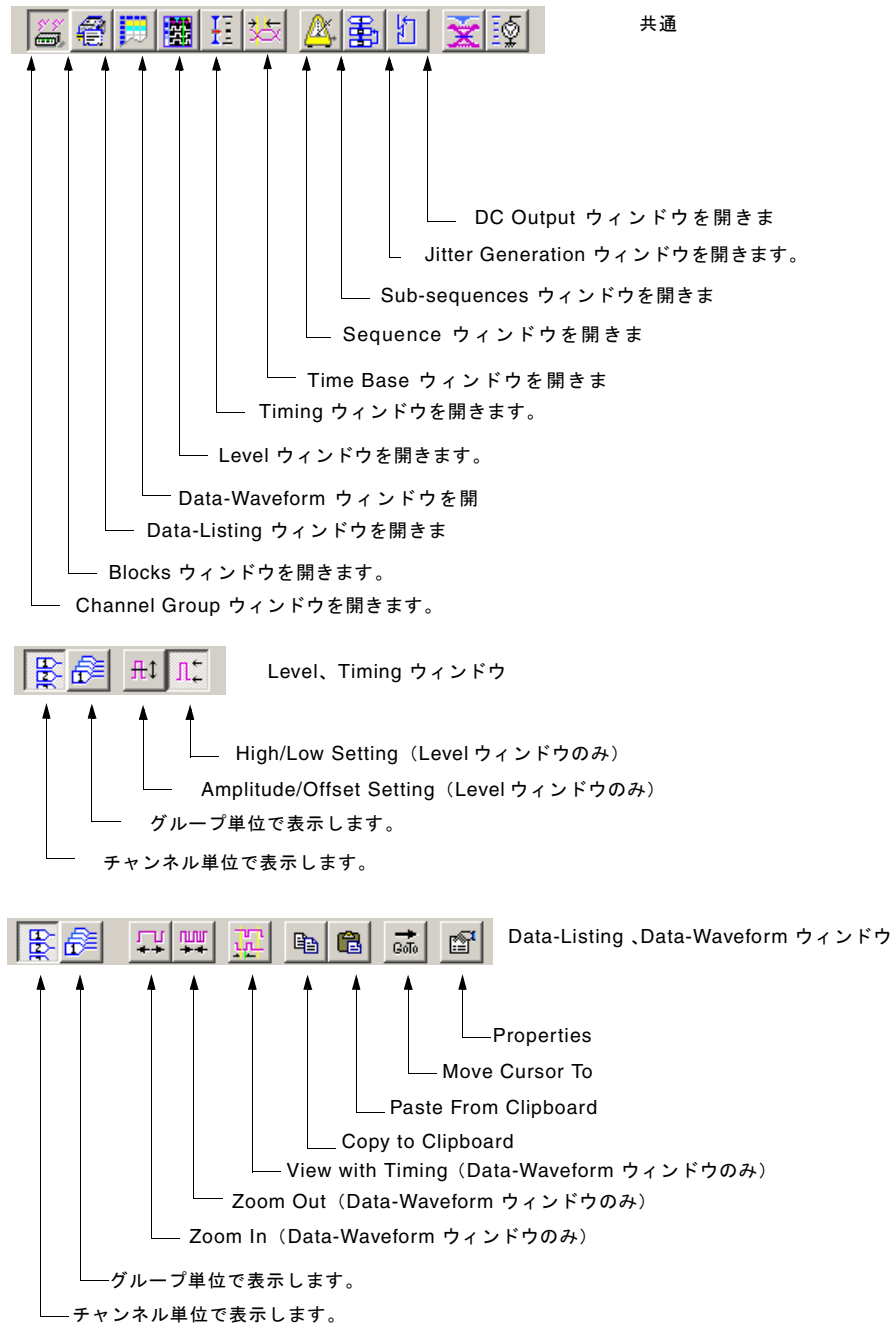 共通
DC Output ウィンドウを開きま
Jitter Generation ウィンドウを開きます。
Sub-sequences ウィンドウを開きま
Sequence ウィンドウを開きま
Time Base ウィンドウを開きま
Timing ウィンドウを開きます。
Level ウィンドウを開きます。
Data-Waveform ウィンドウを開
Data-Listing ウィンドウを開きま
Blocks ウィンドウを開きます。
Channel Group ウィンドウを開きます。
1
2
1
Level、Timing ウィンドウ
High/Low Setting（Level ウィンドウのみ）
Amplitude/Offset Setting（Level ウィンドウのみ）
グループ単位で表示します。
チャンネル単位で表示します。
1
2
1
GoTo
Data-Listing 、Data-Waveform ウィンドウ
Properties
Move Cursor To
Paste From Clipboard
Copy to Clipboard
View with Timing（Data-Waveform ウィンドウのみ）
Zoom Out（Data-Waveform ウィンドウのみ）
Zoom In（Data-Waveform ウィンドウのみ）
グループ単位で表示します。
チャンネル単位で表示します。